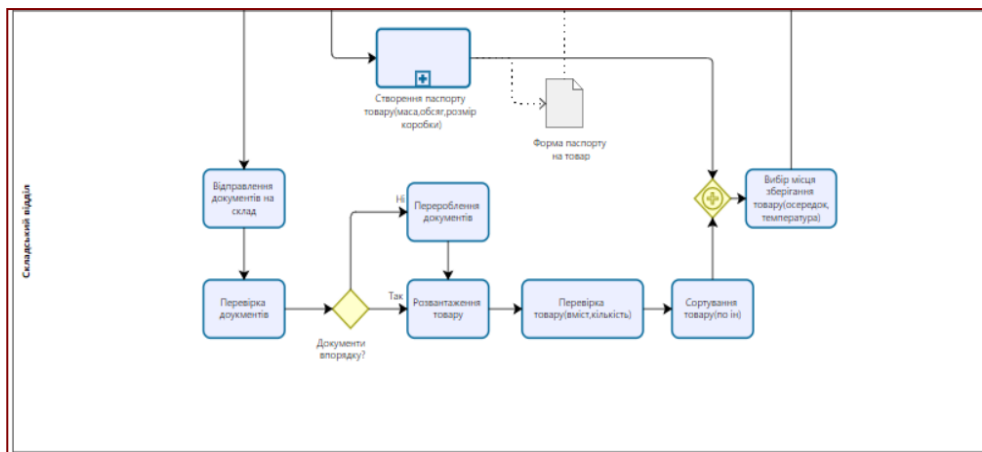 Складський відділ
Створення паспорту
товару(маса,обсяг,розмір
коробки)
Форма паспорту
на товар
Відправлення
документів на
склад
Перероблення
документів
Ні
Вибір місця
зберігання
товару(осередок,
температура)
Перевірка
доукментів
Документи
впорядку?
Так
Розвантаження
товару
Перевірка
товару(вміст,кількість)
Сортування
товару(по ін)